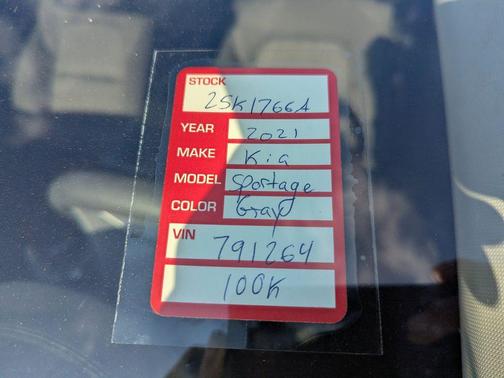 STOCK
25K1766A
YEAR 2021
MAKE Kia
MODEL Sportage
COLOR Gray
VIN 791264
100K